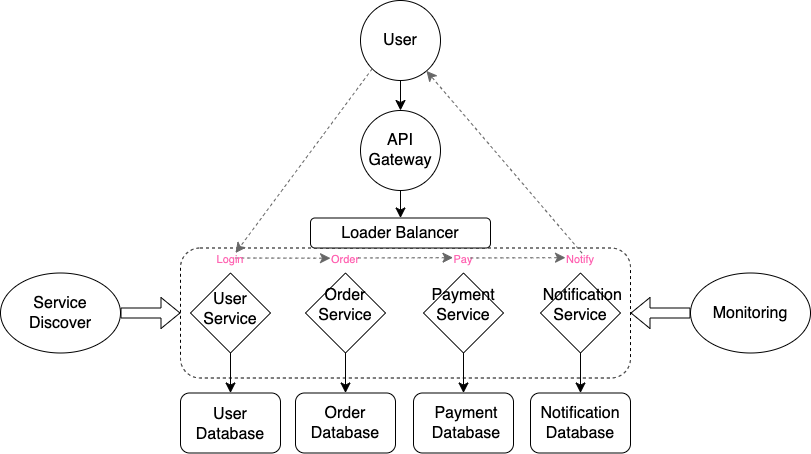 User
API
Gateway
Loader Balancer
Login
Order
Pay
Notify
Service
Discover
User
Service
Order
Service
Payment
Service
Notification
Service
Monitoring
User
Database
Order
Database
Payment
Database
Notification
Database